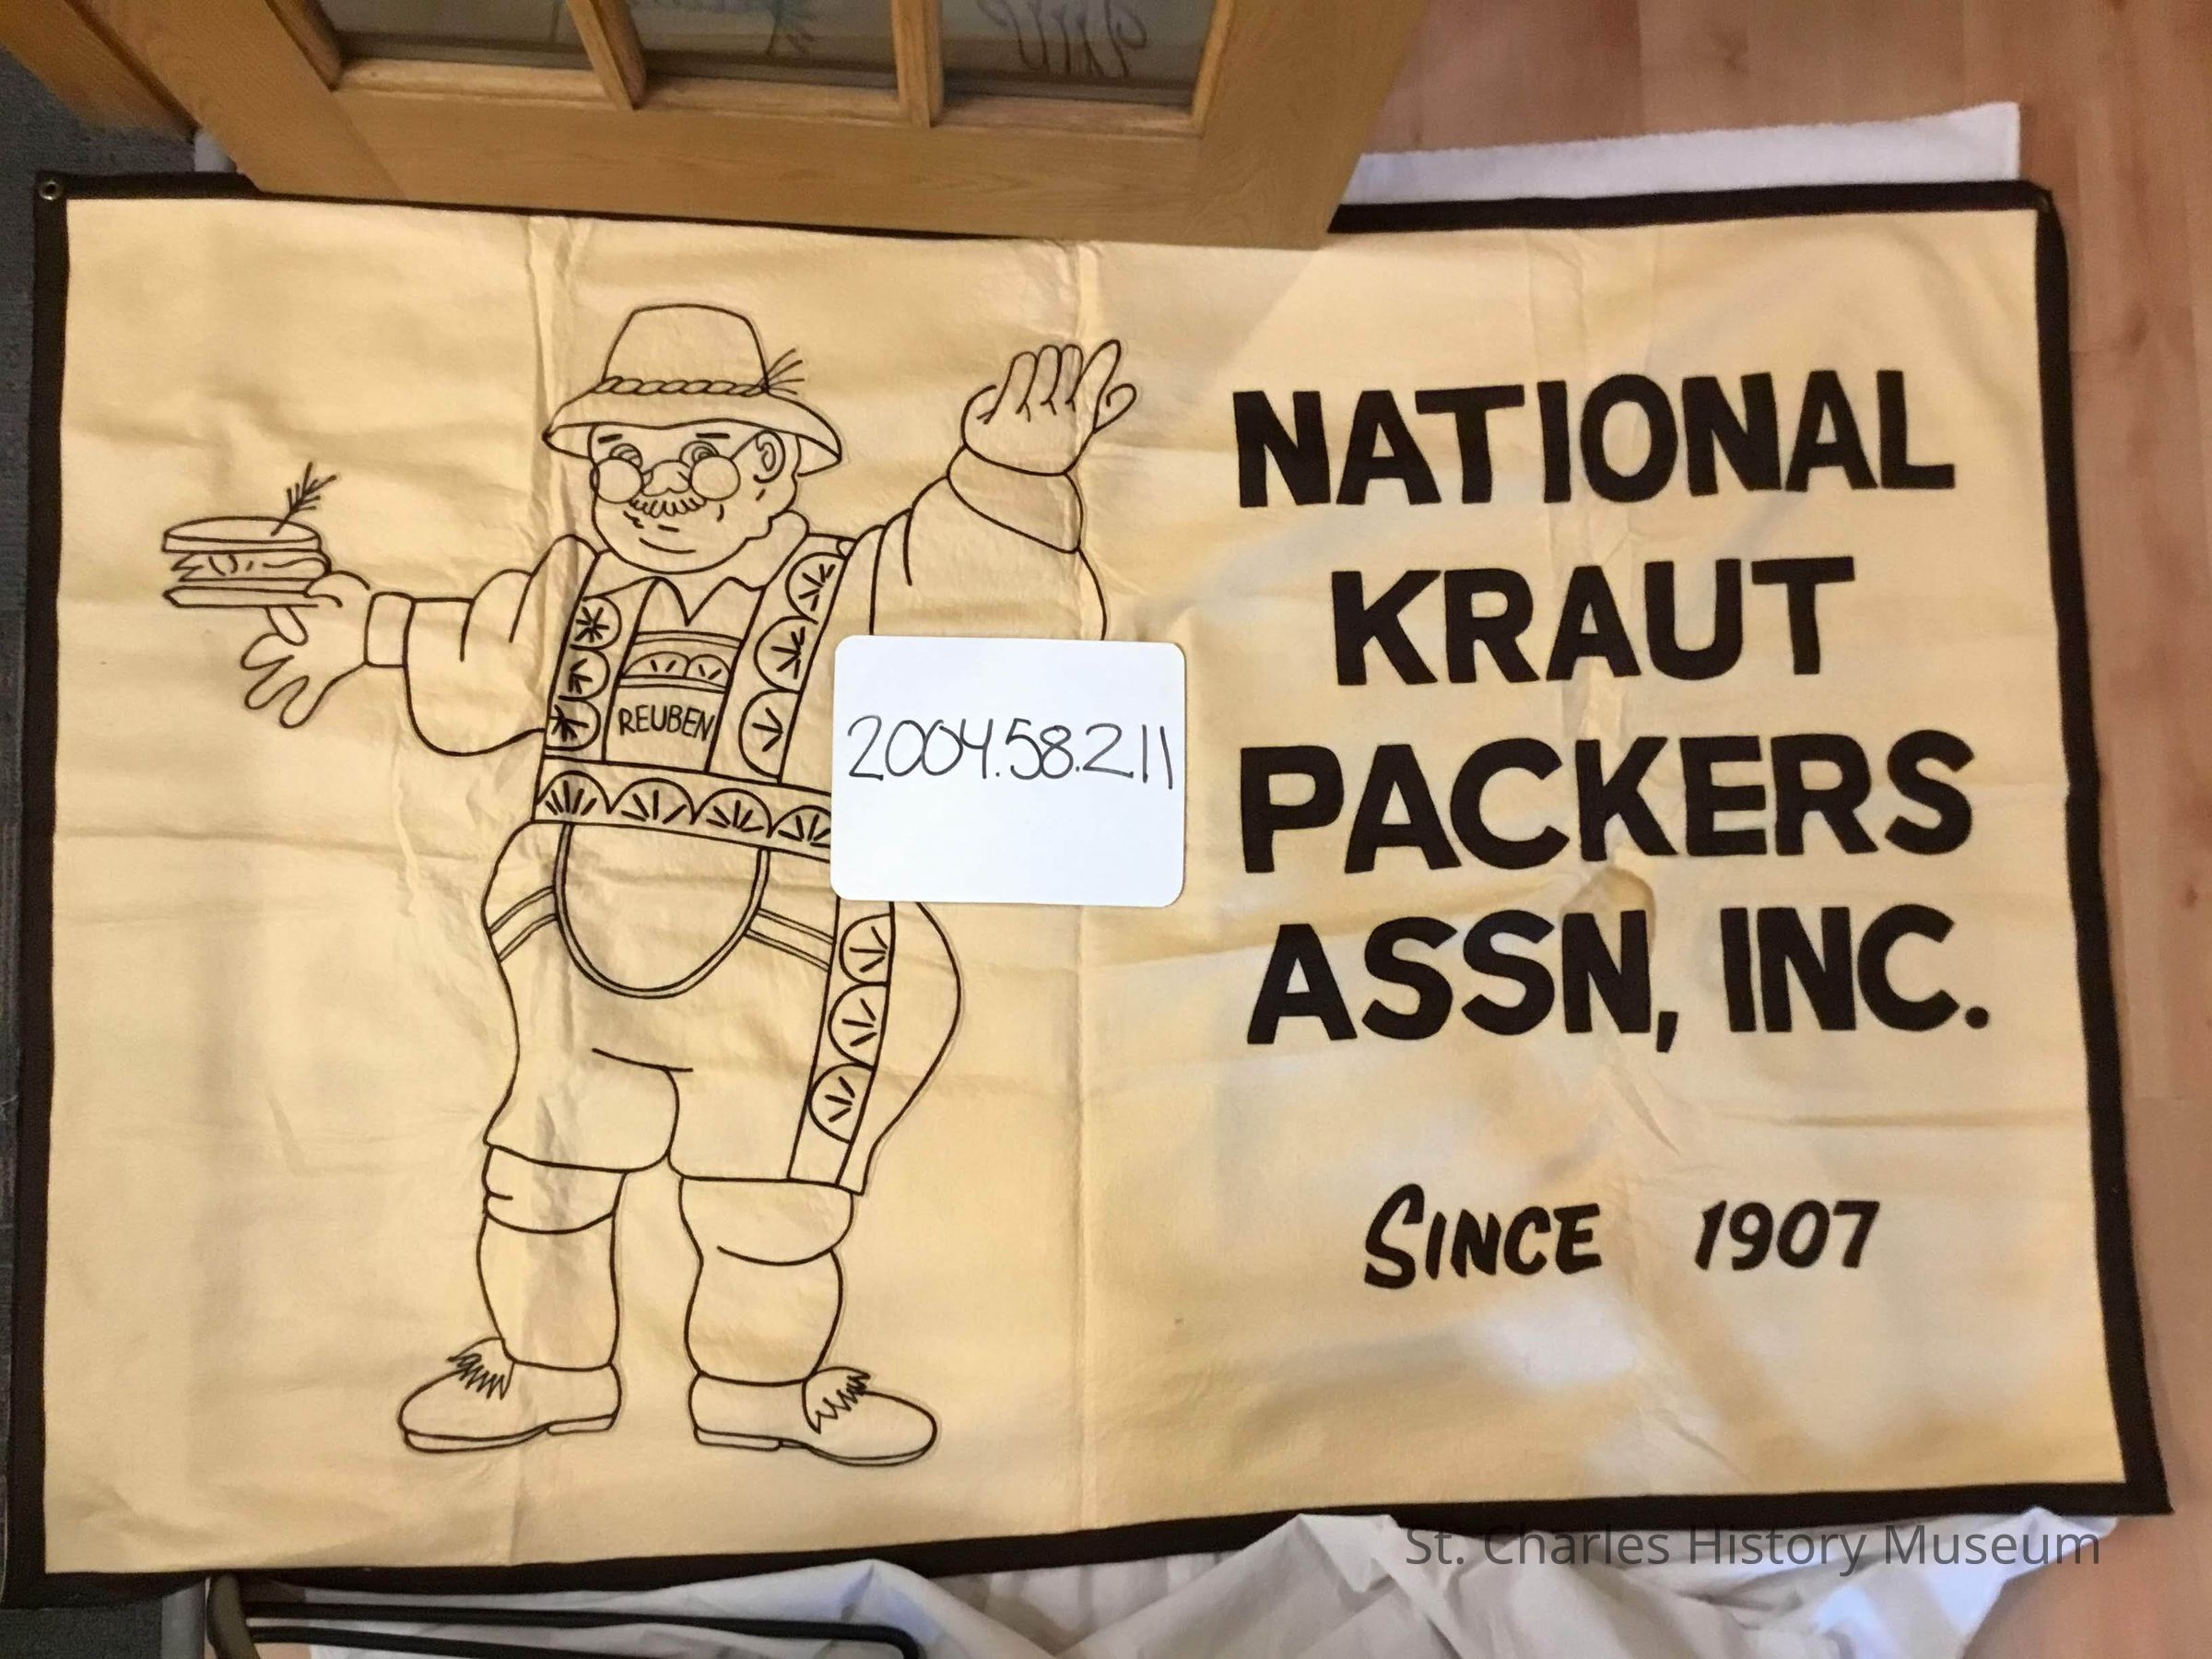 NATIONAL
KRAUT
PACKERS
ASSN, INC.
SINCE 1907
REUBEN
2004.58.211
St. Charles History Museum